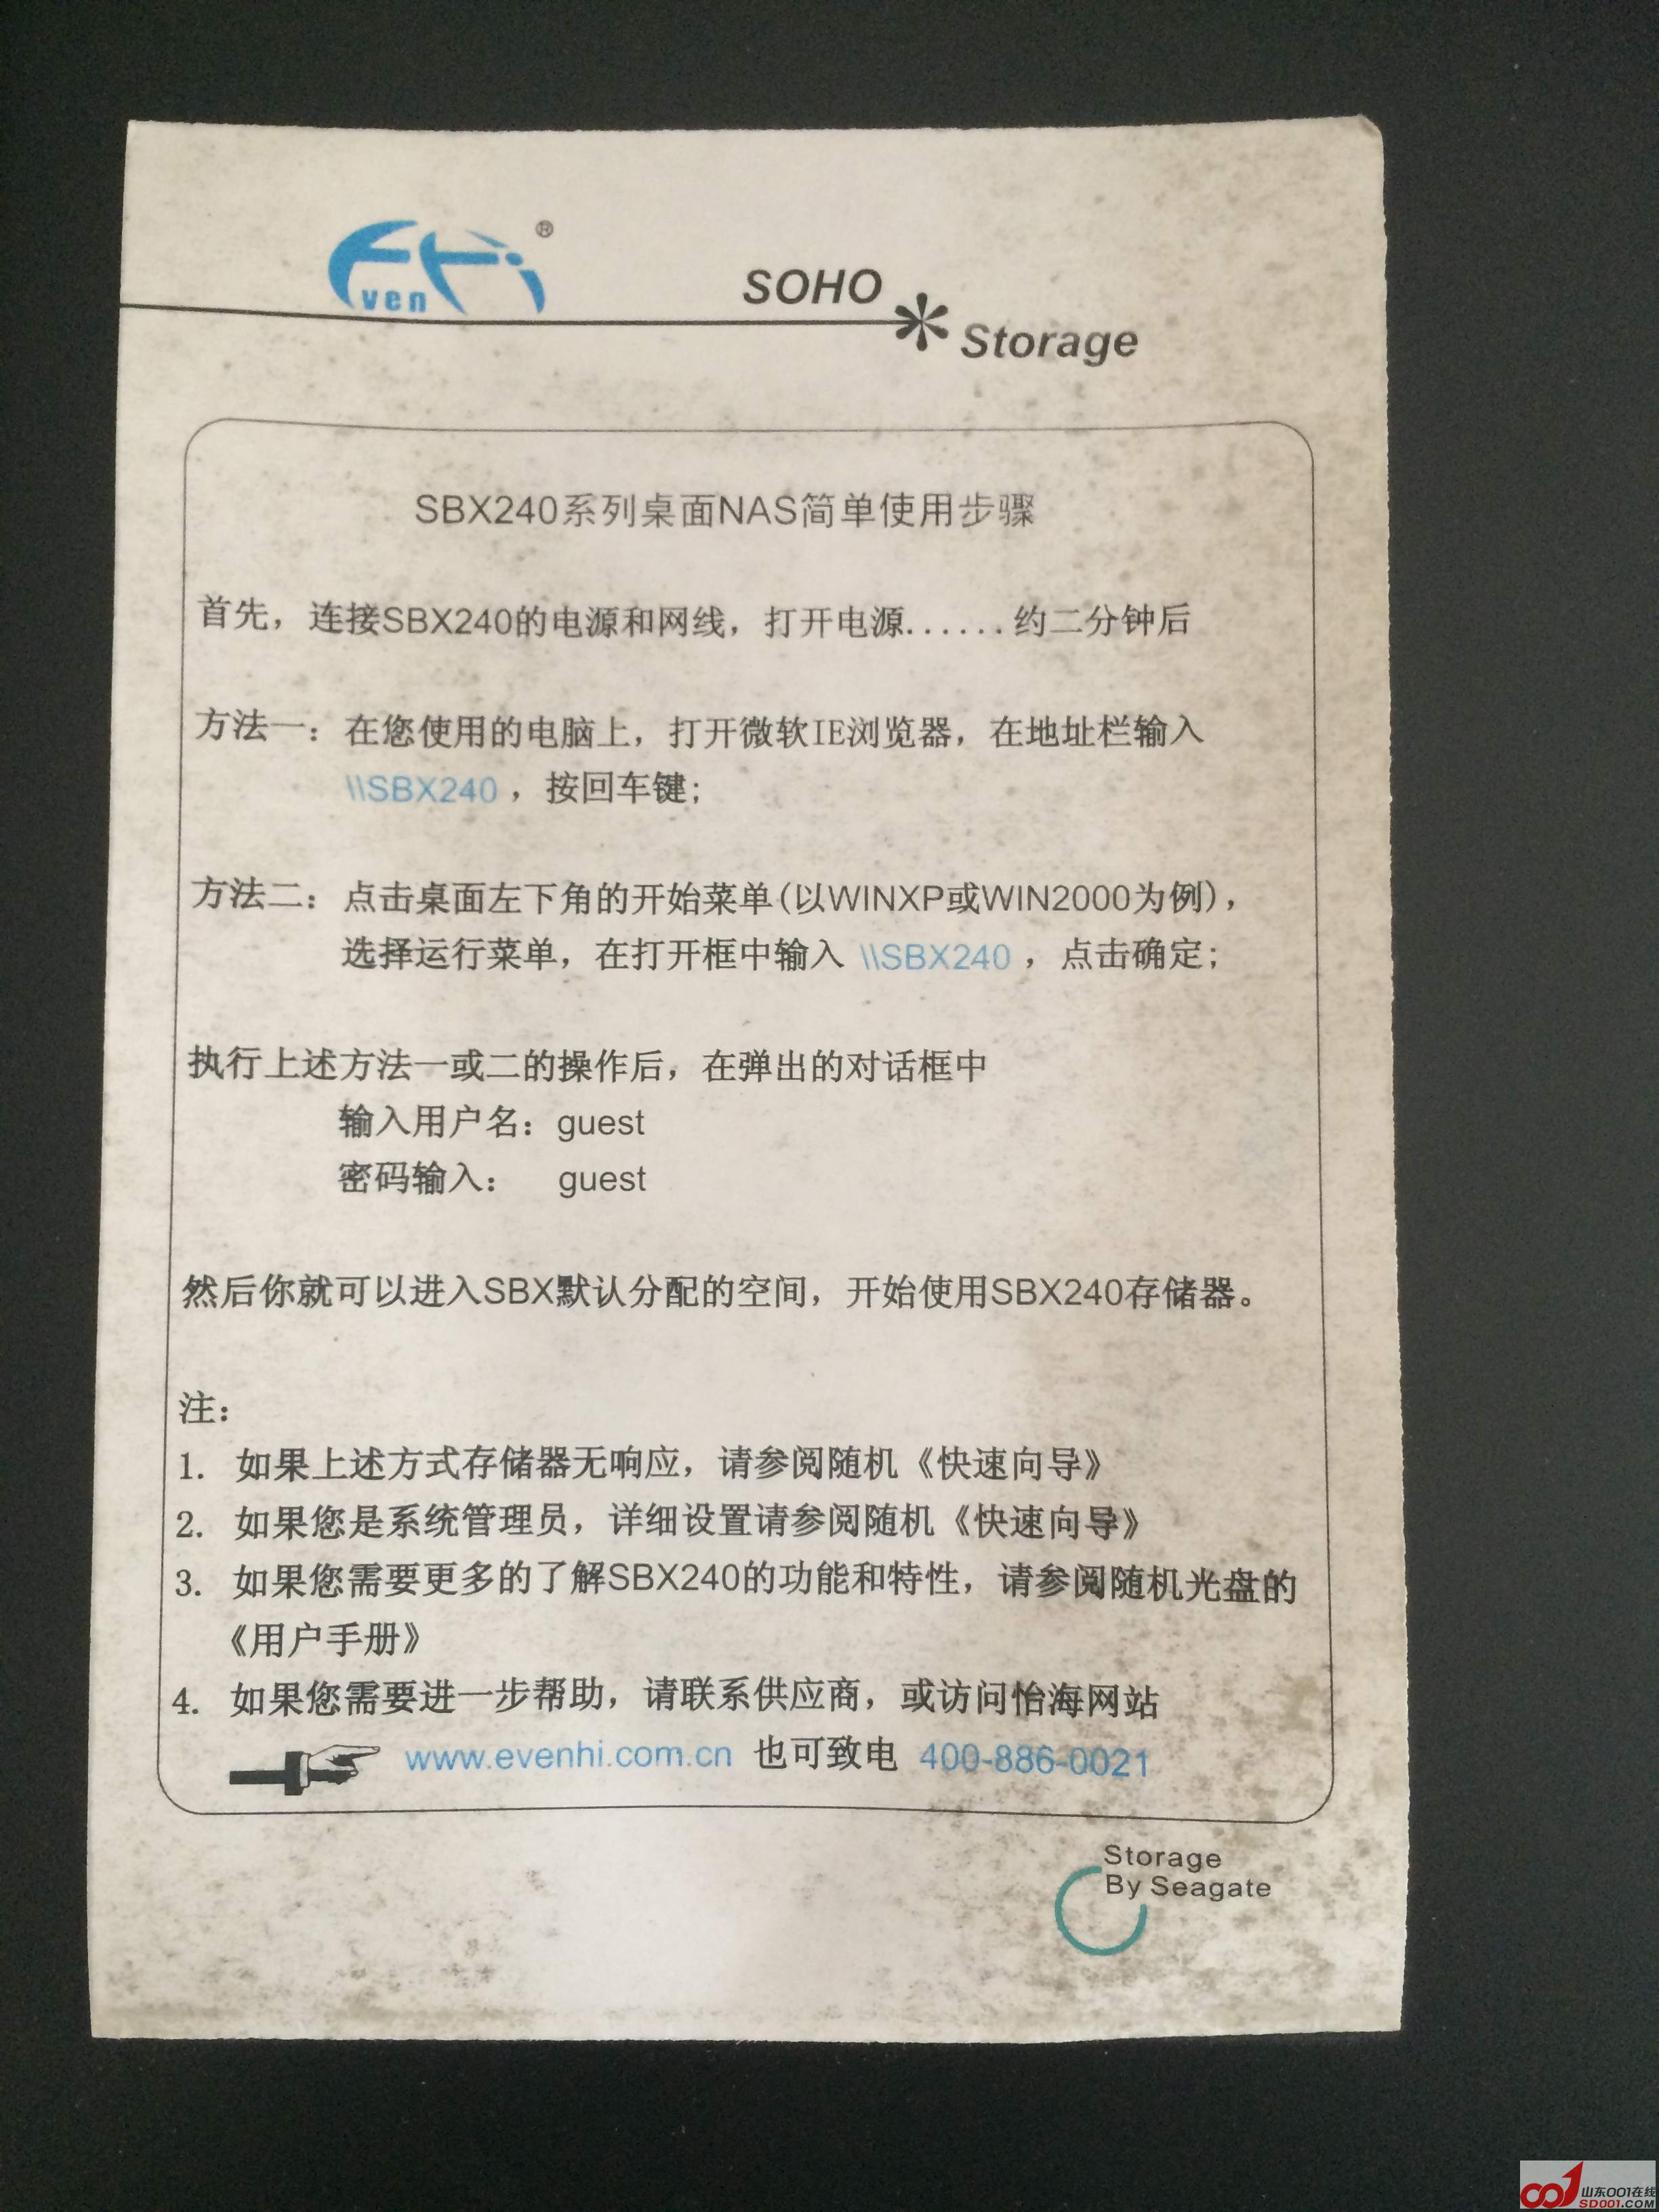 Even Hi®
SOHO
Storage
SBX240系列桌面NAS简单使用步骤
首先，连接SBX240的电源和网线，打开电源......约二分钟后
方法一：在您使用的电脑上，打开微软IE浏览器，在地址栏输入
\\SBX240，按回车键；
方法二：点击桌面左下角的开始菜单(以WINXP或WIN2000为例)，
选择运行菜单，在打开框中输入 \\SBX240，点击确定；
执行上述方法一或二的操作后，在弹出的对话框中
输入用户名：guest
密码输入： guest
然后你就可以进入SBX默认分配的空间，开始使用SBX240存储器。
注：
1. 如果上述方式存储器无响应，请参阅随机《快速向导》
2. 如果您是系统管理员，详细设置请参阅随机《快速向导》
3. 如果您需要更多的了解SBX240的功能和特性，请参阅随机光盘的
《用户手册》
4. 如果您需要进一步帮助，请联系供应商，或访问怡海网站
www.evenhi.com.cn 也可致电 400-886-0021
Storage
By Seagate
001 山东001在线
SD001.COM